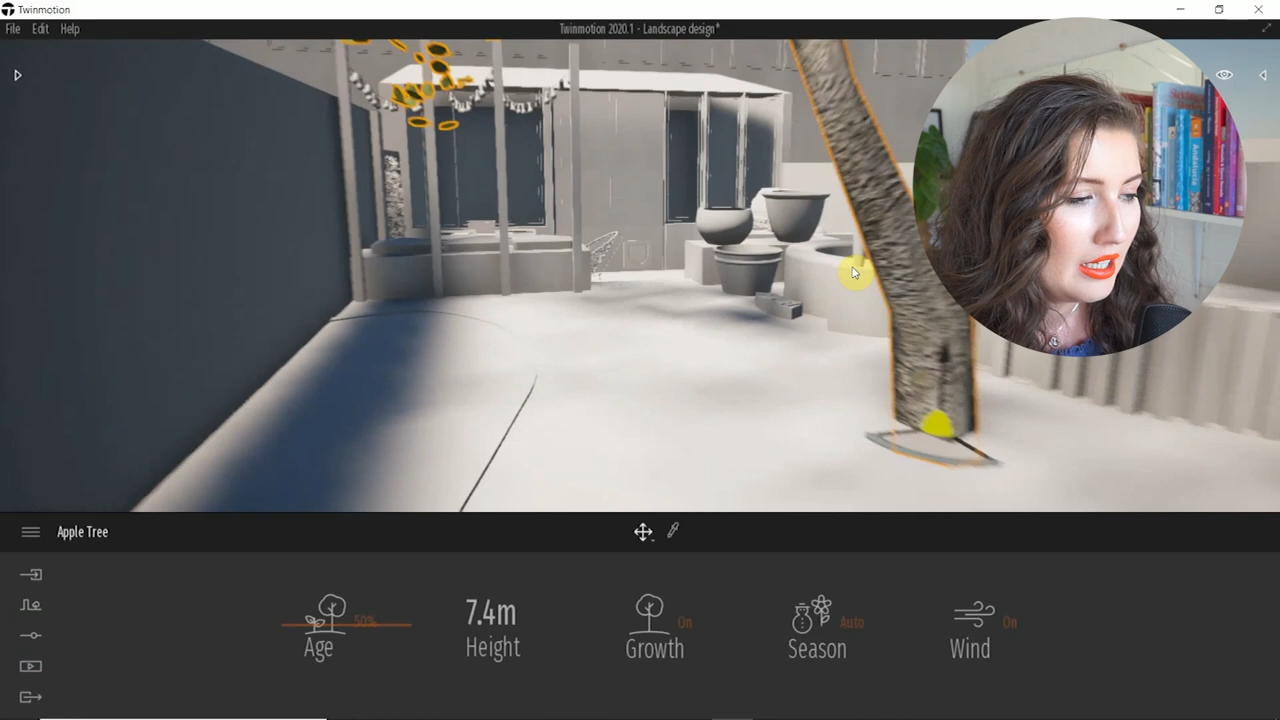 Twinmotion
File Edit Help
Twinmotion 2020.1 - Landscape design*
Apple Tree
50%
Age
7.4m
Height
On
Growth
Auto
Season
On
Wind